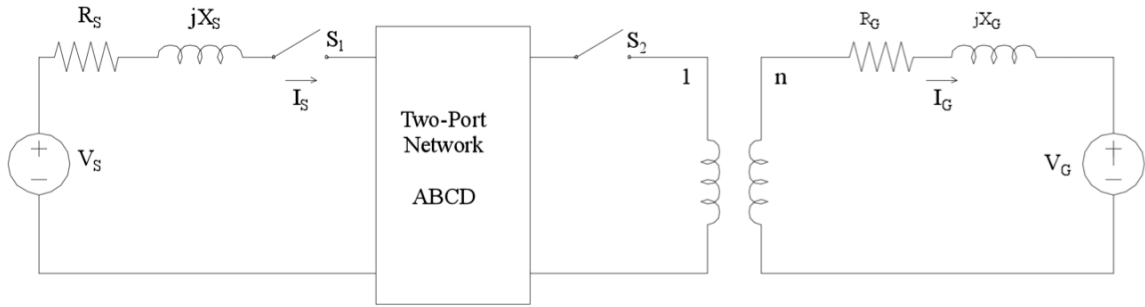 R_S
jX_S
S_1
S_2
R_G
jX_G
I_S
1
n
I_G
Two-Port
Network
ABCD
+
−
V_S
V_G
+
−